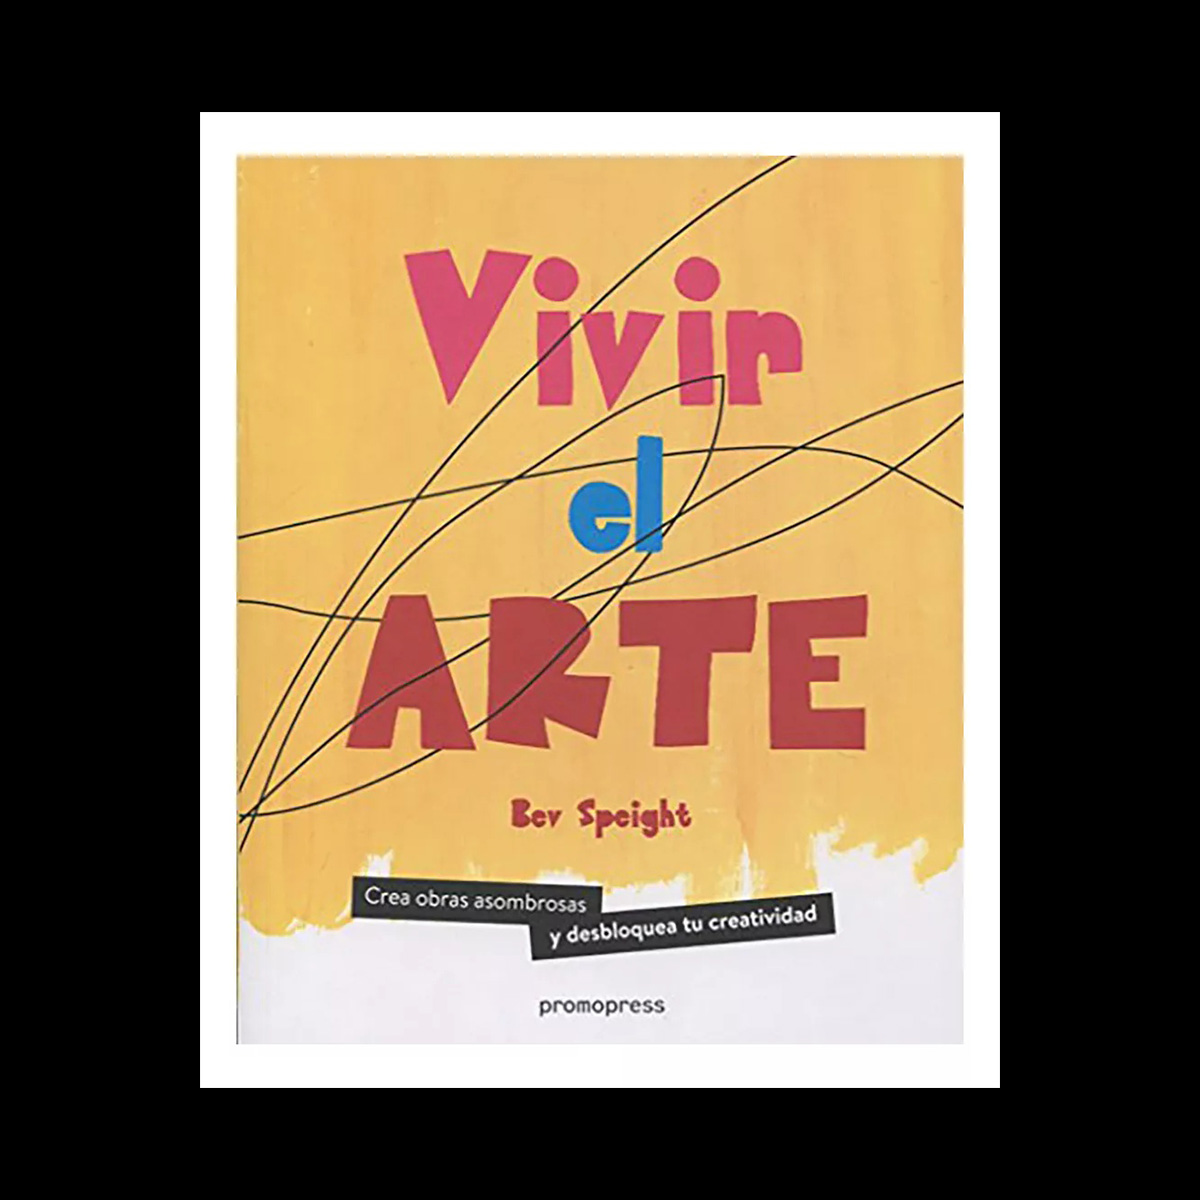 Vivir
el
ARTE
Bev Speight
Crea obras asombrosas
y desbloquea tu creatividad
promopress